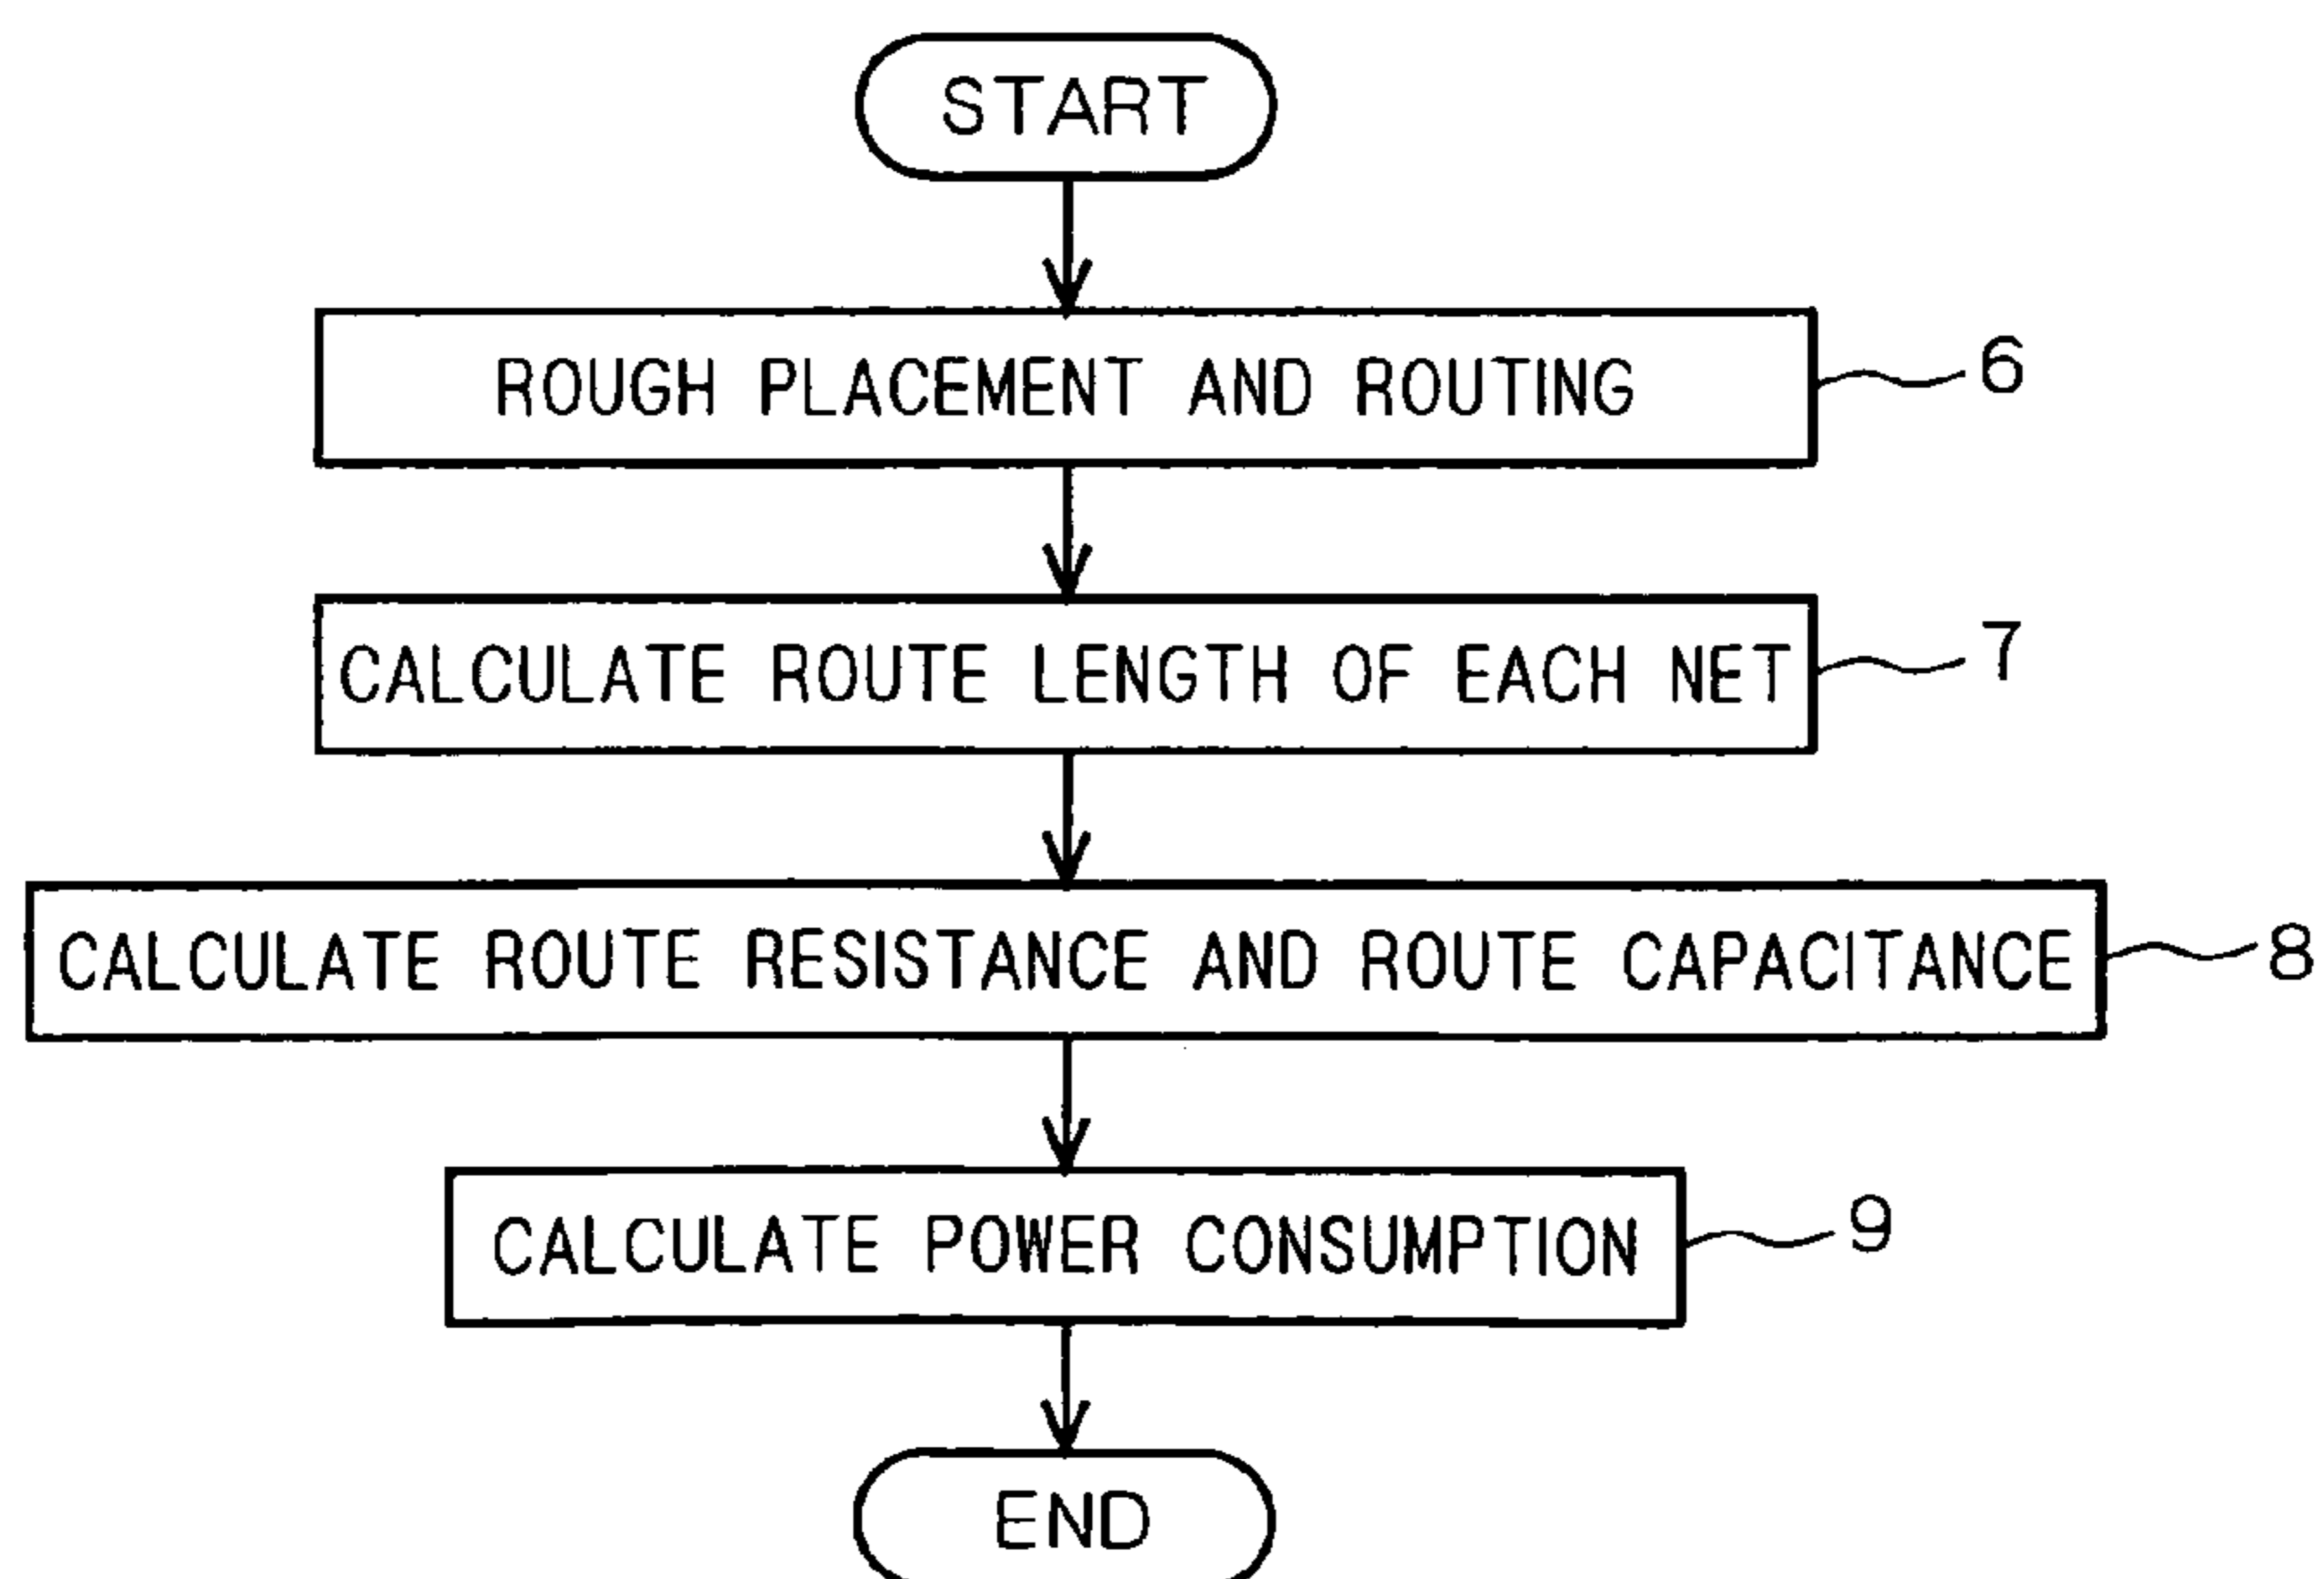 START
ROUGH PLACEMENT AND ROUTING
6
CALCULATE ROUTE LENGTH OF EACH NET
7
CALCULATE ROUTE RESISTANCE AND ROUTE CAPACITANCE
8
CALCULATE POWER CONSUMPTION
9
END